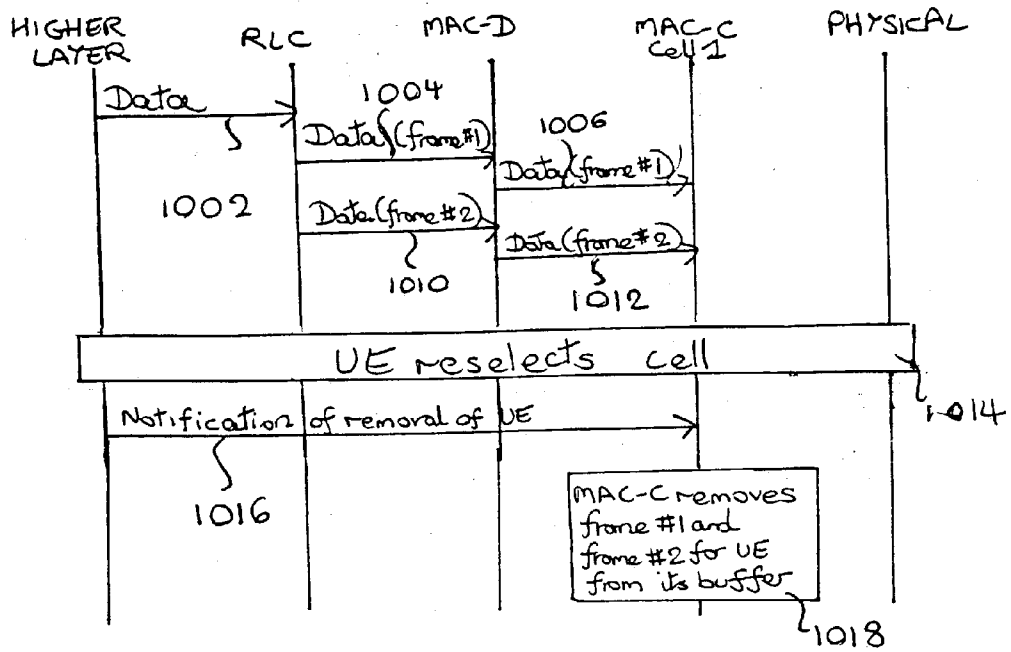 HIGHER
LAYER
RLC
MAC-D
MAC-C
Cell 1
PHYSICAL
Data
1004
Data (frame #1)
1006
Data (frame #1)
1002
Data (frame #2)
Data (frame #2)
1010
1012
UE reselects cell
1014
Notification of removal of UE
1016
MAC-C removes
frame #1 and
frame #2 for UE
from its buffer
1018